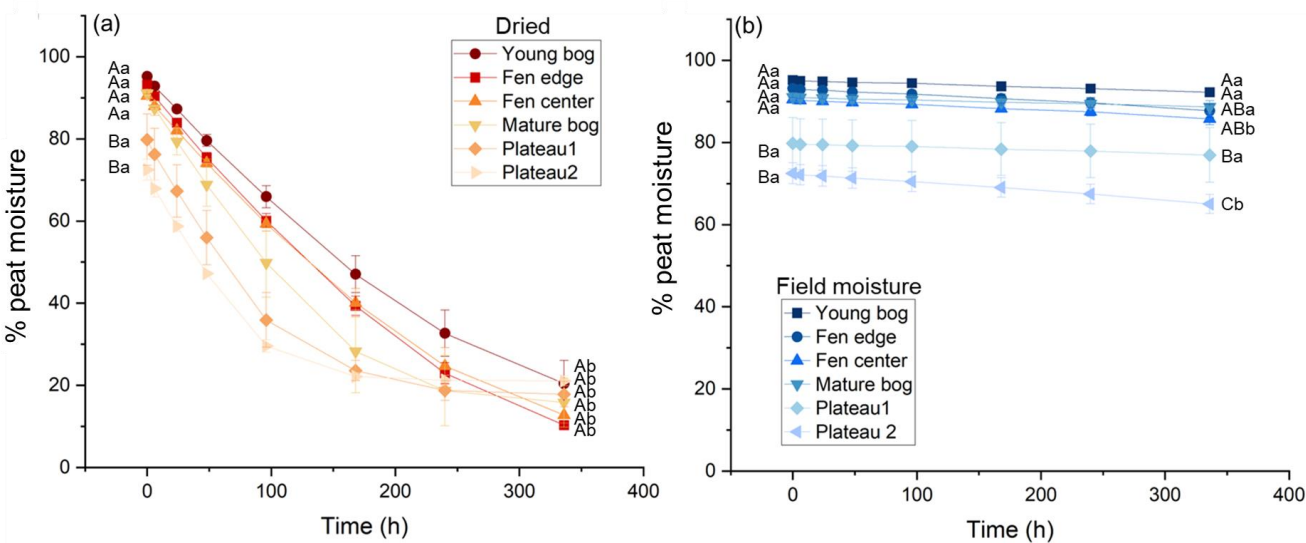 (a)
Dried
Young bog
Fen edge
Fen center
Mature bog
Plateau1
Plateau2
% peat moisture
100
80
60
40
20
0
Aa
Aa
Aa
Aa
Ba
Ba
Ab
Ab
Ab
Ab
Ab
Ab
0
100
200
300
400
Time (h)
(b)
% peat moisture
100
80
60
40
20
0
Aa
Aa
Aa
Aa
Ba
Ba
Aa
Aa
ABa
ABb
Ba
Cb
Field moisture
Young bog
Fen edge
Fen center
Mature bog
Plateau1
Plateau 2
0
100
200
300
400
Time (h)